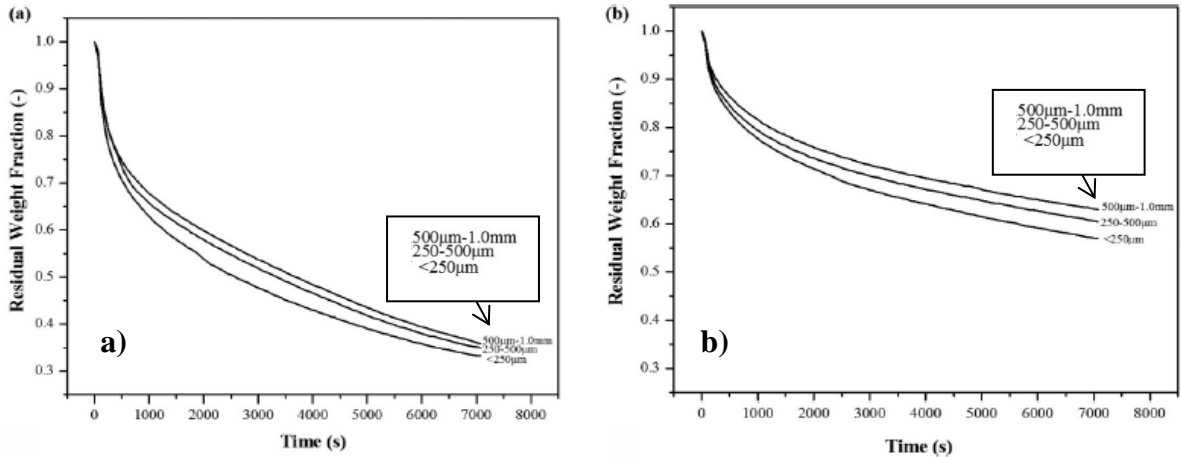 (a)
1.0
0.9
0.8
0.7
0.6
0.5
0.4
0.3
Residual Weight Fraction (-)
500μm-1.0mm
250-500μm
<250μm
a)
500μm-1.0mm
250-500μm
<250μm
0 1000 2000 3000 4000 5000 6000 7000 8000
Time (s)
(b)
1.0
0.9
0.8
0.7
0.6
0.5
0.4
0.3
Residual Weight Fraction (-)
500μm-1.0mm
250-500μm
<250μm
500μm-1.0mm
250-500μm
<250μm
b)
0 1000 2000 3000 4000 5000 6000 7000 8000
Time (s)